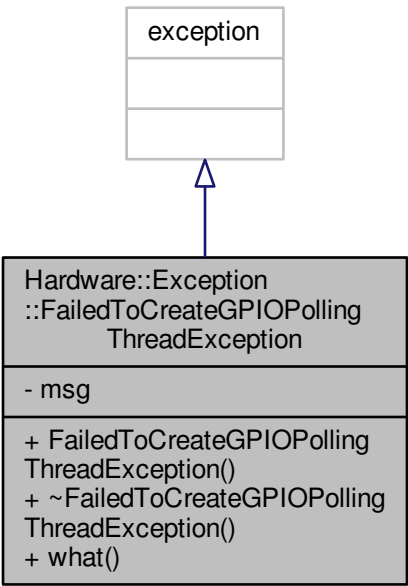 exception
Hardware::Exception
::FailedToCreateGPIOPolling
ThreadException
- msg
+ FailedToCreateGPIOPolling
ThreadException()
+ ~FailedToCreateGPIOPolling
ThreadException()
+ what()